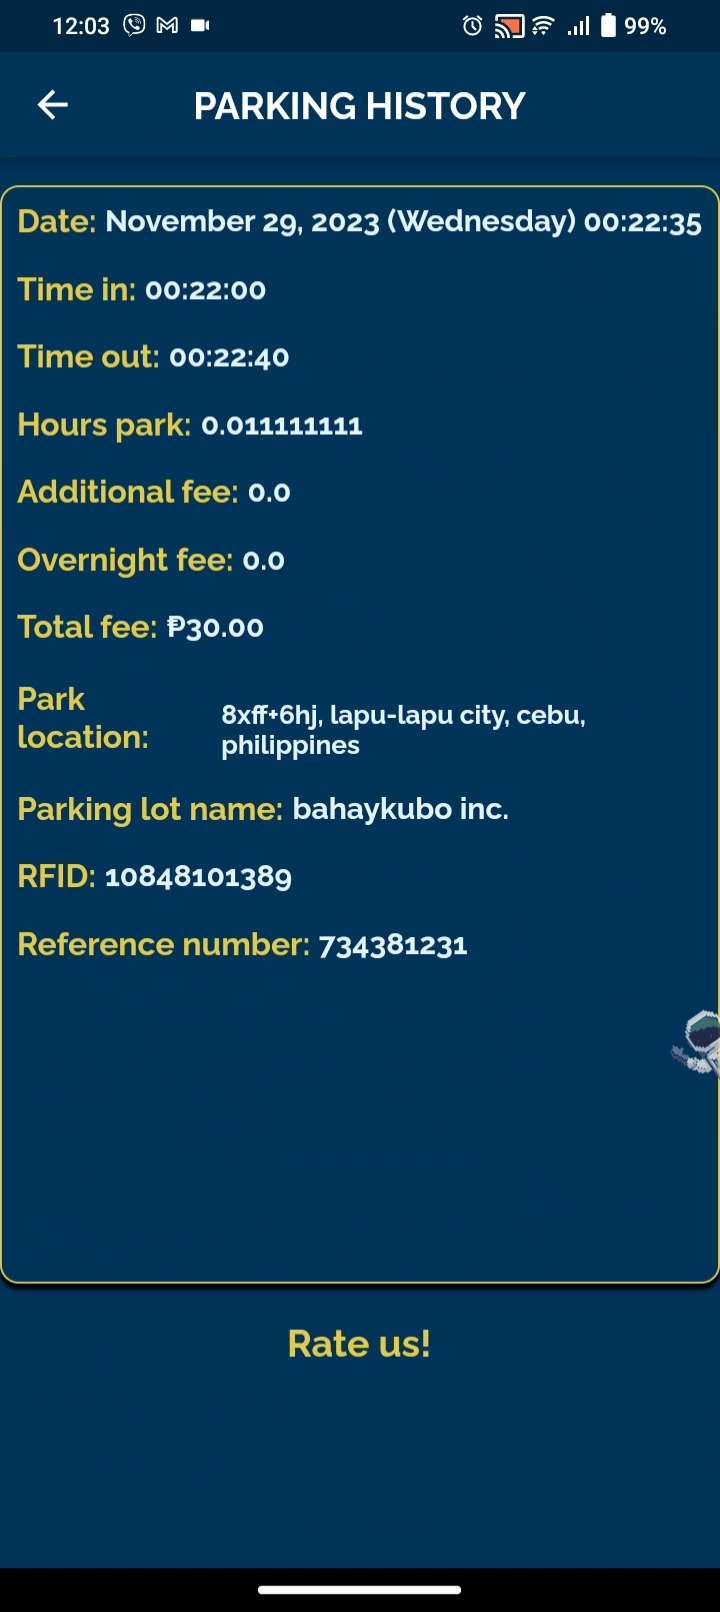 12:03 99%
PARKING HISTORY
Date: November 29, 2023 (Wednesday) 00:22:35
Time in: 00:22:00
Time out: 00:22:40
Hours park: 0.011111111
Additional fee: 0.0
Overnight fee: 0.0
Total fee: ₱30.00
Park
location:
8xff+6hj, lapu-lapu city, cebu,
philippines
Parking lot name: bahaykubo inc.
RFID: 10848101389
Reference number: 734381231
Rate us!